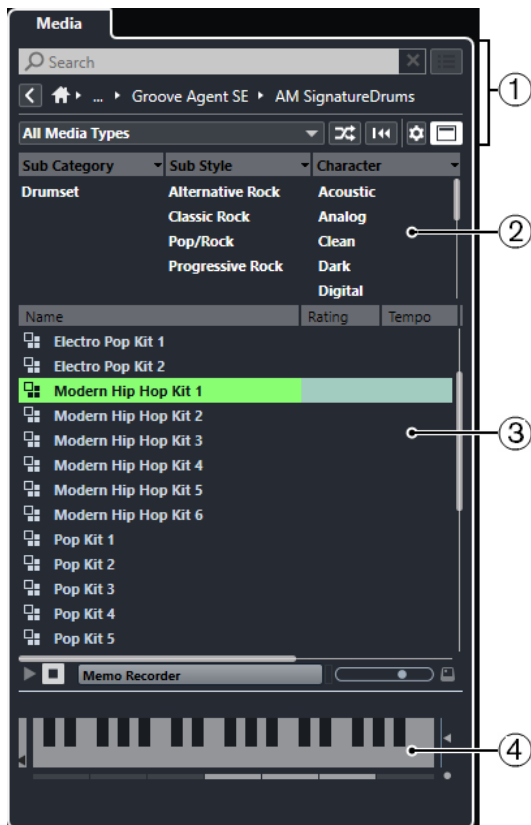 Media
Search
... Groove Agent SE AM SignatureDrums
1
All Media Types
Sub Category Sub Style Character
Drumset Alternative Rock Acoustic
Classic Rock Analog
Pop/Rock Clean
2
Progressive Rock Dark
Digital
Name Rating Tempo
Electro Pop Kit 1
Electro Pop Kit 2
Modern Hip Hop Kit 1
Modern Hip Hop Kit 2
Modern Hip Hop Kit 3
3
Modern Hip Hop Kit 4
Modern Hip Hop Kit 5
Modern Hip Hop Kit 6
Pop Kit 1
Pop Kit 2
Pop Kit 3
Pop Kit 4
Pop Kit 5
Memo Recorder
4